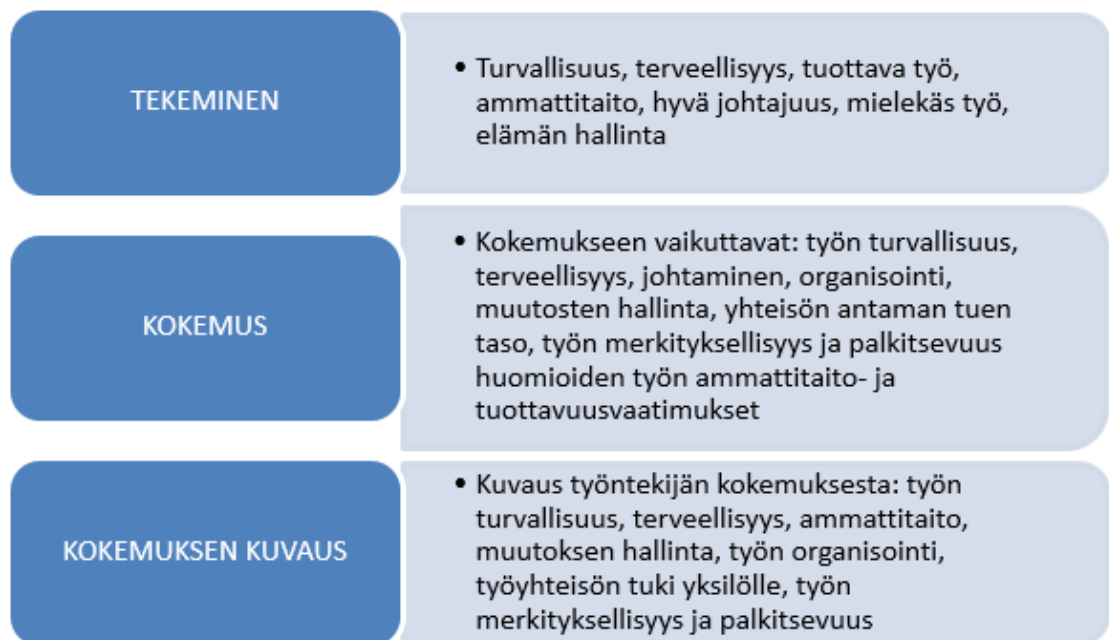 TEKEMINEN
• Turvallisuus, terveellisyys, tuottava työ,
ammattitaito, hyvä johtajuus, mielekäs työ,
elämän hallinta
KOKEMUS
• Kokemukseen vaikuttavat: työn turvallisuus,
terveellisyys, johtaminen, organisointi,
muutosten hallinta, yhteisön antaman tuen
taso, työn merkityksellisyys ja palkitsevuus
huomioiden työn ammattitaito- ja
tuottavuusvaatimukset
KOKEMUKSEN KUVAUS
• Kuvaus työntekijän kokemuksesta: työn
turvallisuus, terveellisyys, ammattitaito,
muutoksen hallinta, työn organisointi,
työyhteisön tuki yksilölle, työn
merkityksellisyys ja palkitsevuus